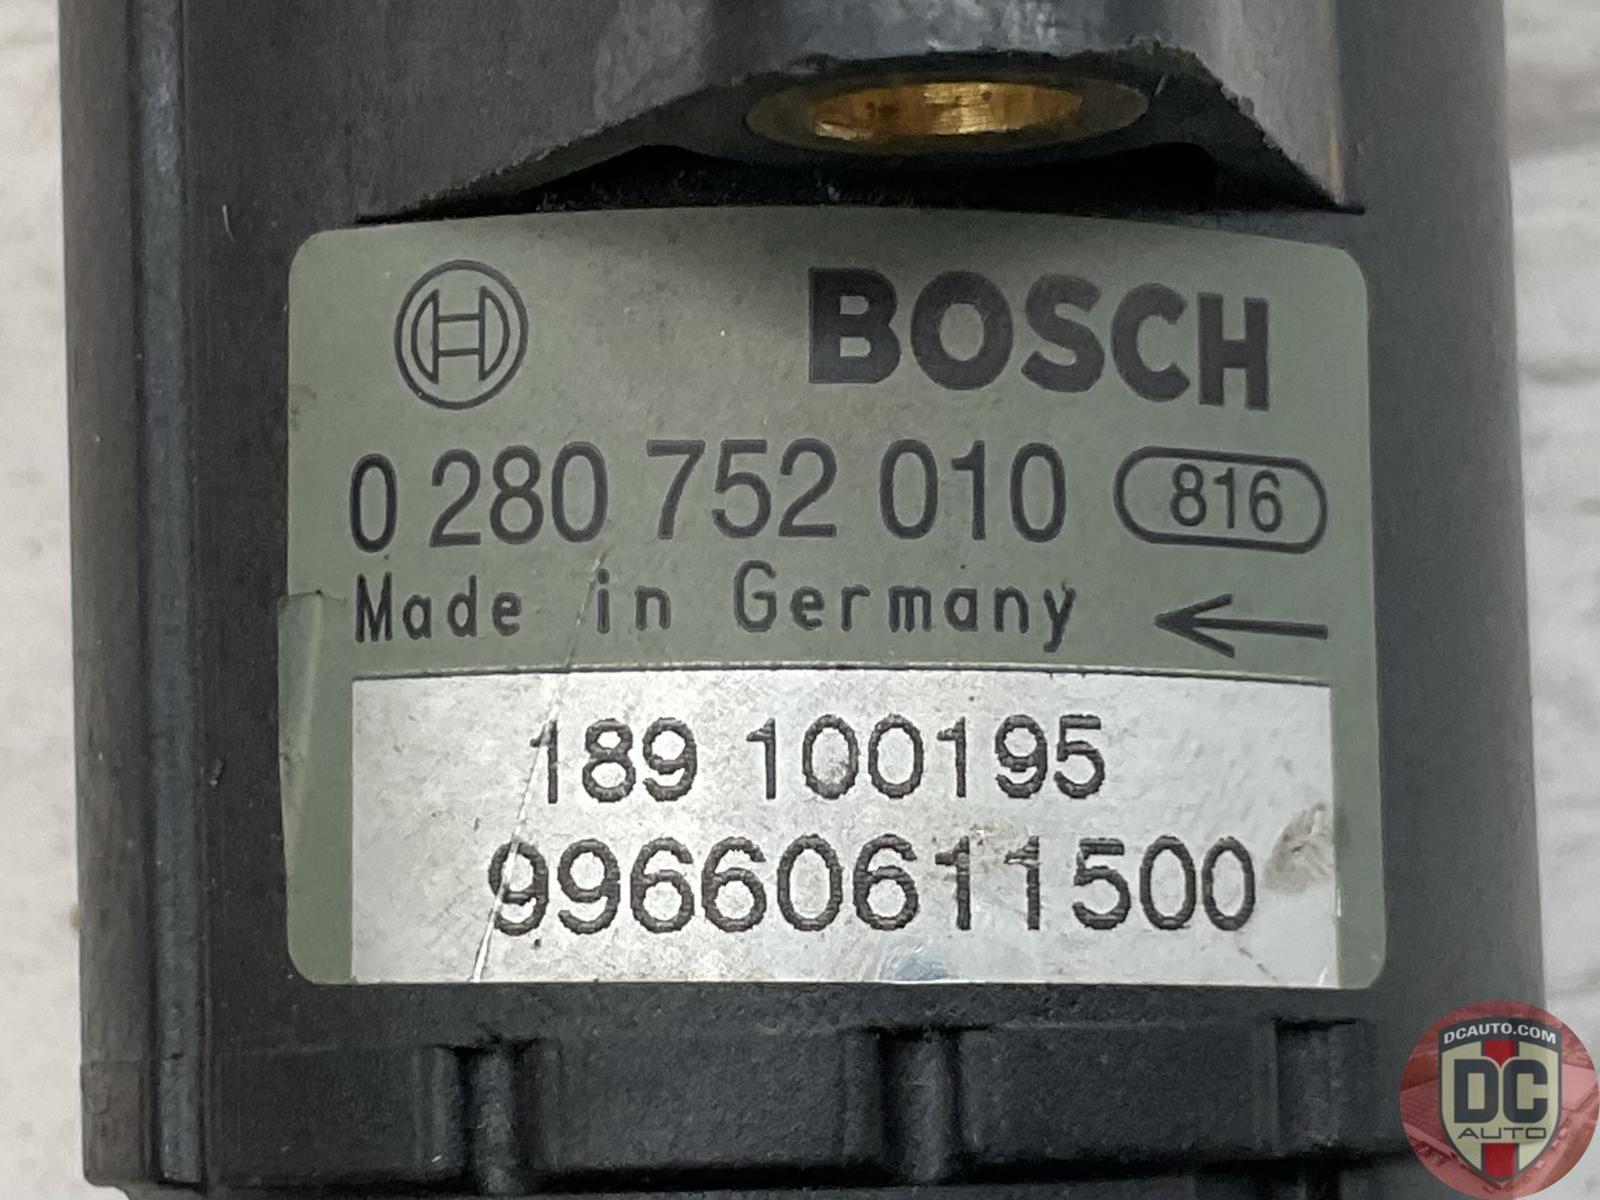 BOSCH
0 280 752 010 816
Made in Germany
189 100195
99660611500
DCAUTO.COM
DC
AUTO